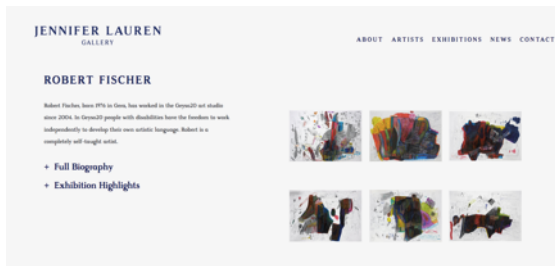 JENNIFER LAUREN
GALLERY
ABOUT ARTISTS EXHIBITIONS NEWS CONTACT
ROBERT FISCHER
Robert Fischer, born 1976 in Gera, has worked in the Geyso20 art studio
since 2004. In Geyso20 people with disabilities have the freedom to work
independently to develop their own artistic language. Robert is a
completely self-taught artist.
+ Full Biography
+ Exhibition Highlights